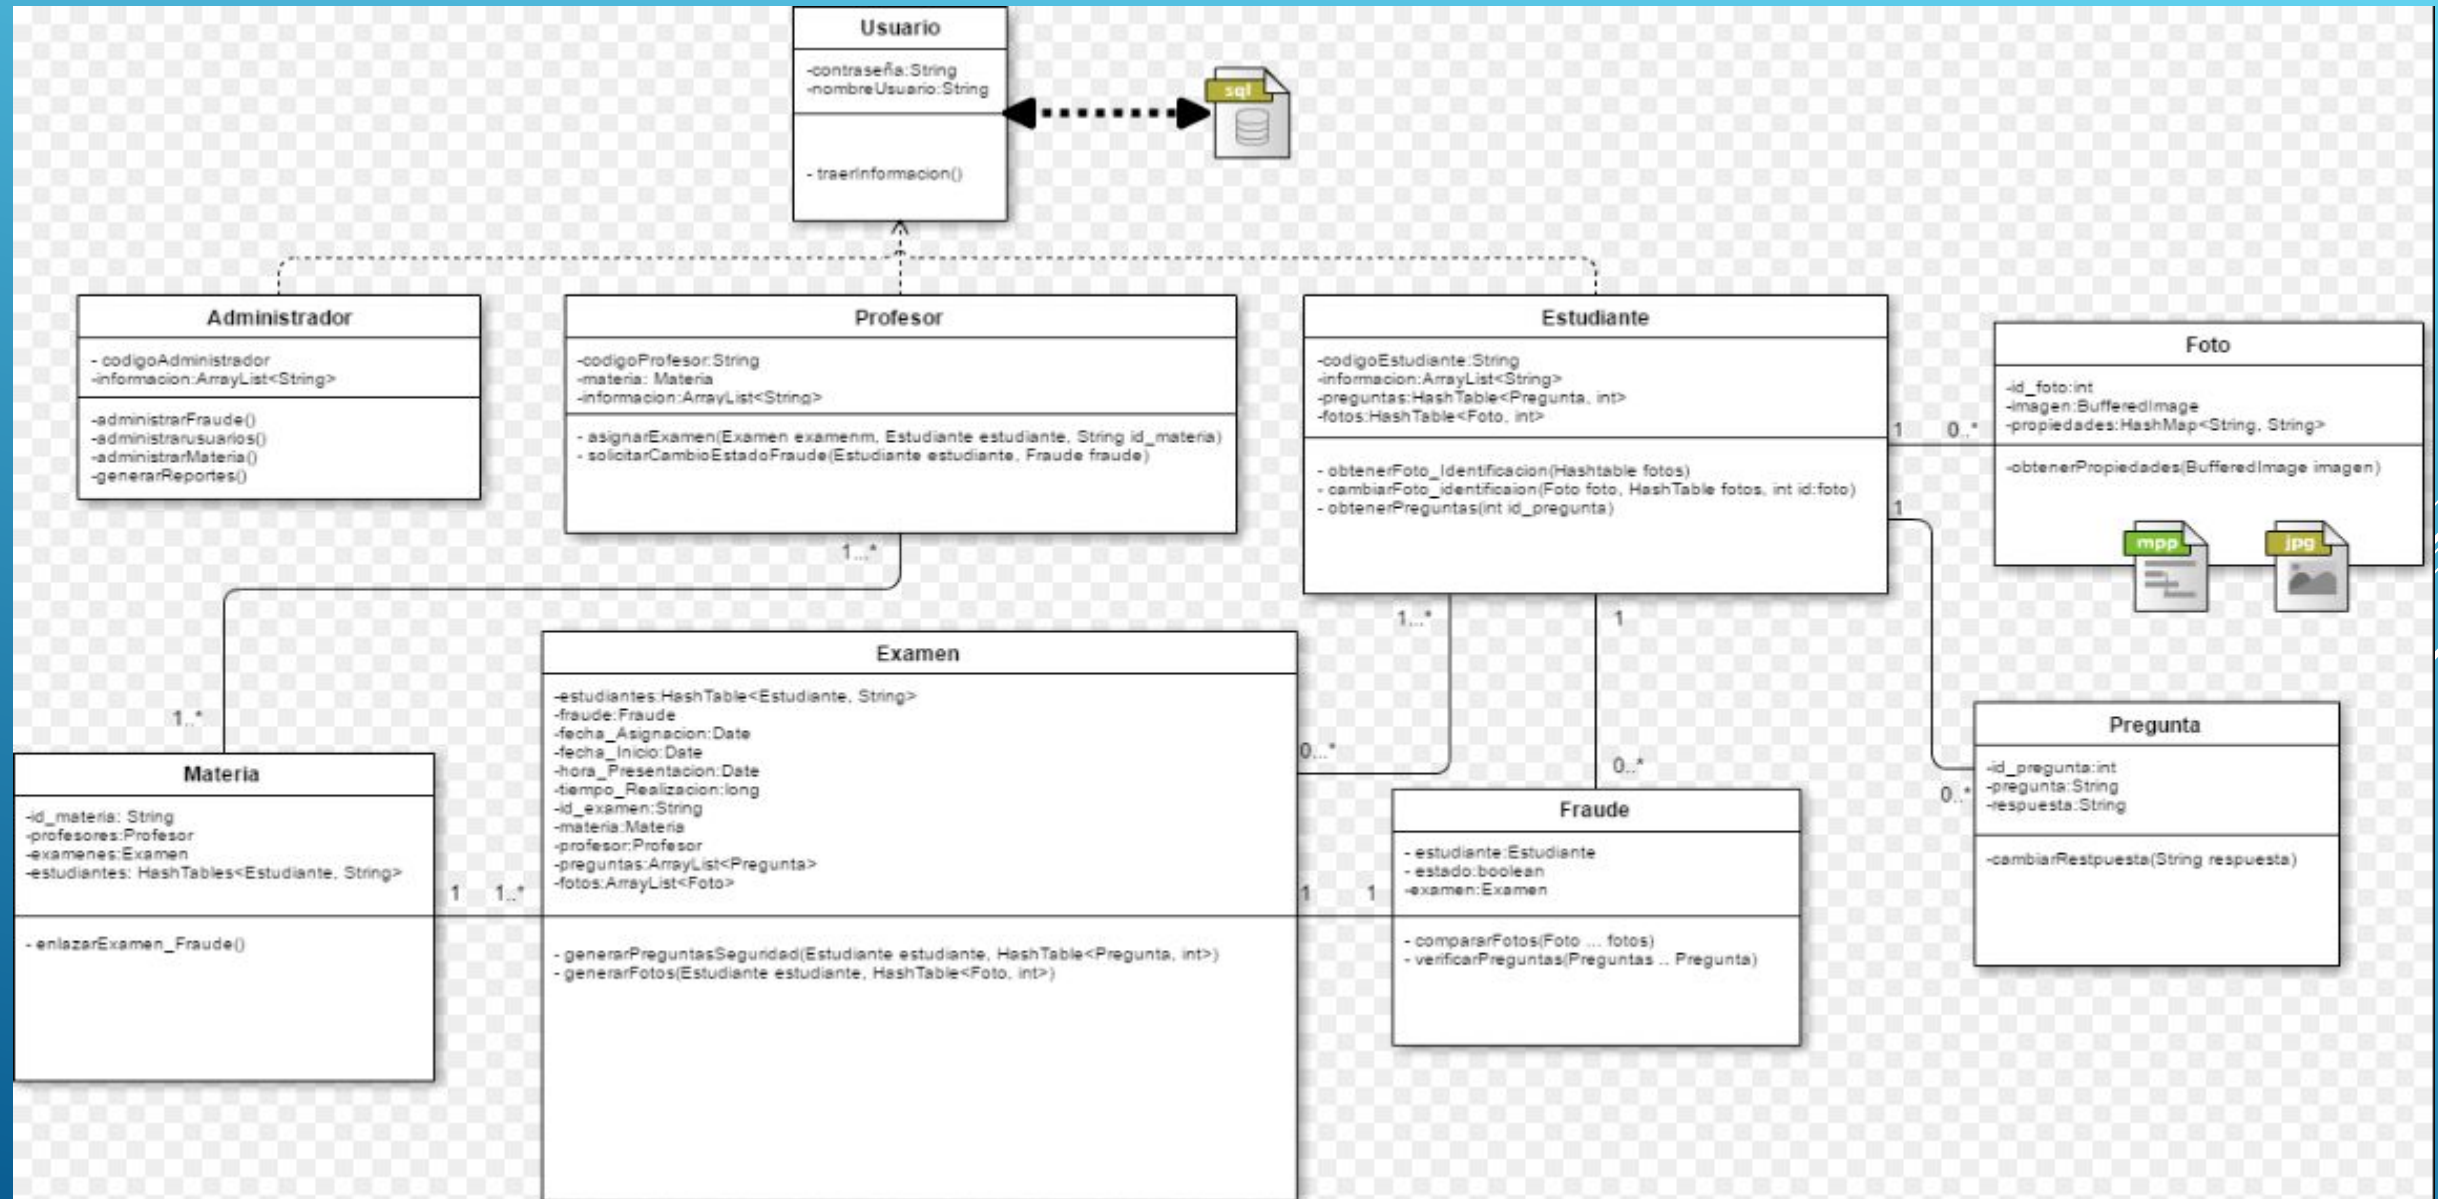 Usuario
-contraseña:String
-nombreUsuario:String
- traerInformacion()
sql
Administrador
- codigoAdministrador
-informacion:ArrayList<String>
-administrarFraude()
-administrarusuarios()
-administrarMateria()
-generarReportes()
Profesor
-codigoProfesor:String
-materia: Materia
-informacion:ArrayList<String>
- asignarExamen(Examen examenm, Estudiante estudiante, String id_materia)
- solicitarCambioEstadoFraude(Estudiante estudiante, Fraude fraude)
1...*
Estudiante
-codigoEstudiante:String
-informacion:ArrayList<String>
-preguntas:HashTable<Pregunta, int>
-fotos:HashTable<Foto, int>
- obtenerFoto_Identificacion(Hashtable fotos)
- cambiarFoto_identificaion(Foto foto, HashTable fotos, int id:foto)
- obtenerPreguntas(int id_pregunta)
1
0..*
1
1...*
1
Foto
-id_foto:int
-imagen:BufferedImage
-propiedades:HashMap<String, String>
-obtenerPropiedades(BufferedImage imagen)
mpp
jpg
1..*
Materia
-id_materia: String
-profesores:Profesor
-examenes:Examen
-estudiantes: HashTables<Estudiante, String>
- enlazarExamen_Fraude()
1
1..*
Examen
-estudiantes:HashTable<Estudiante, String>
-fraude:Fraude
-fecha_Asignacion:Date
-fecha_Inicio:Date
-hora_Presentacion:Date
-tiempo_Realizacion:long
-id_examen:String
-materia:Materia
-profesor:Profesor
-preguntas:ArrayList<Pregunta>
-fotos:ArrayList<Foto>
- generarPreguntasSeguridad(Estudiante estudiante, HashTable<Pregunta, int>)
- generarFotos(Estudiante estudiante, HashTable<Foto, int>)
0...*
1
1
0..*
Fraude
- estudiante:Estudiante
- estado:boolean
-examen:Examen
- compararFotos(Foto ... fotos)
- verificarPreguntas(Preguntas .. Pregunta)
0..*
Pregunta
-id_pregunta:int
-pregunta:String
-respuesta:String
-cambiarRestpuesta(String respuesta)